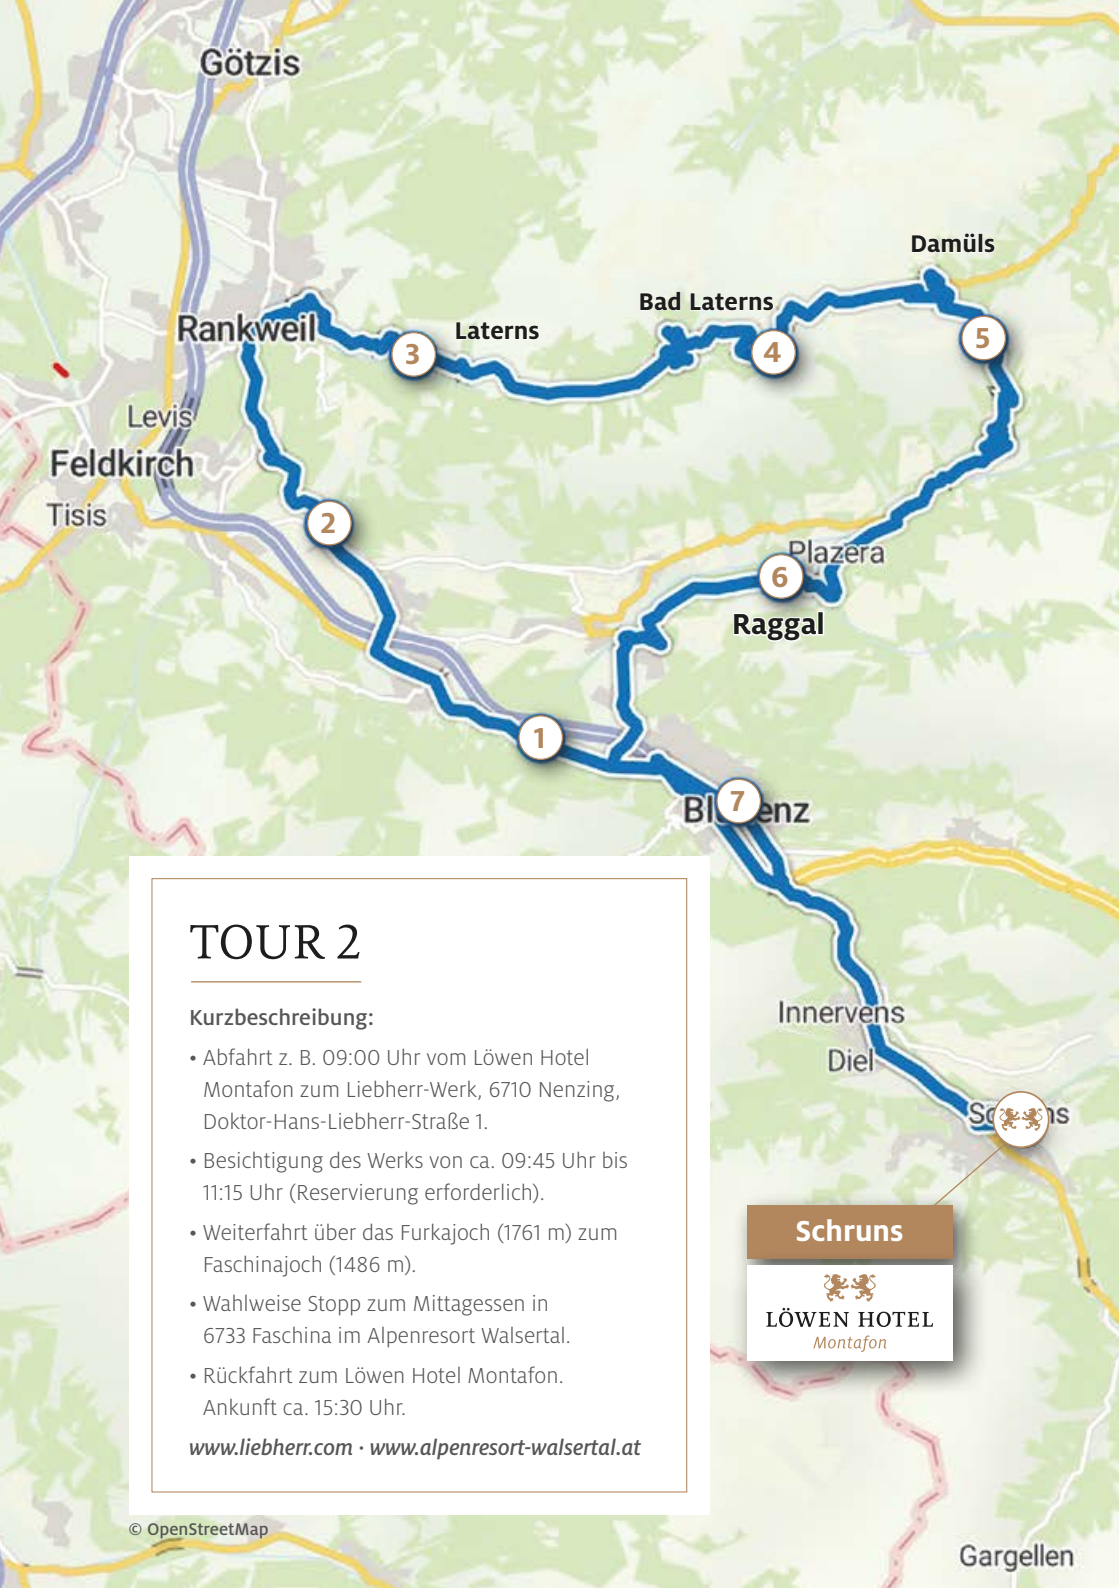 Götzis
Damüls
Bad Laterns
Rankweil
Laterns
3
4
5
Levis
Feldkirch
Tisis
2
Plazera
6
Raggal
1
7
TOUR 2
Kurzbeschreibung:
• Abfahrt z. B. 09:00 Uhr vom Löwen Hotel
Montafon zum Liebherr-Werk, 6710 Nenzing,
Doktor-Hans-Liebherr-Straße 1.
• Besichtigung des Werks von ca. 09:45 Uhr bis
11:15 Uhr (Reservierung erforderlich).
• Weiterfahrt über das Furkajoch (1761 m) zum
Faschinajoch (1486 m).
• Wahlweise Stopp zum Mittagessen in
6733 Faschina im Alpenresort Walsertal.
• Rückfahrt zum Löwen Hotel Montafon.
Ankunft ca. 15:30 Uhr.
www.liebherr.com · www.alpenresort-walsertal.at
Innervens
Diel
Schruns
LÖWEN HOTEL
Montafon
© OpenStreetMap
Gargellen